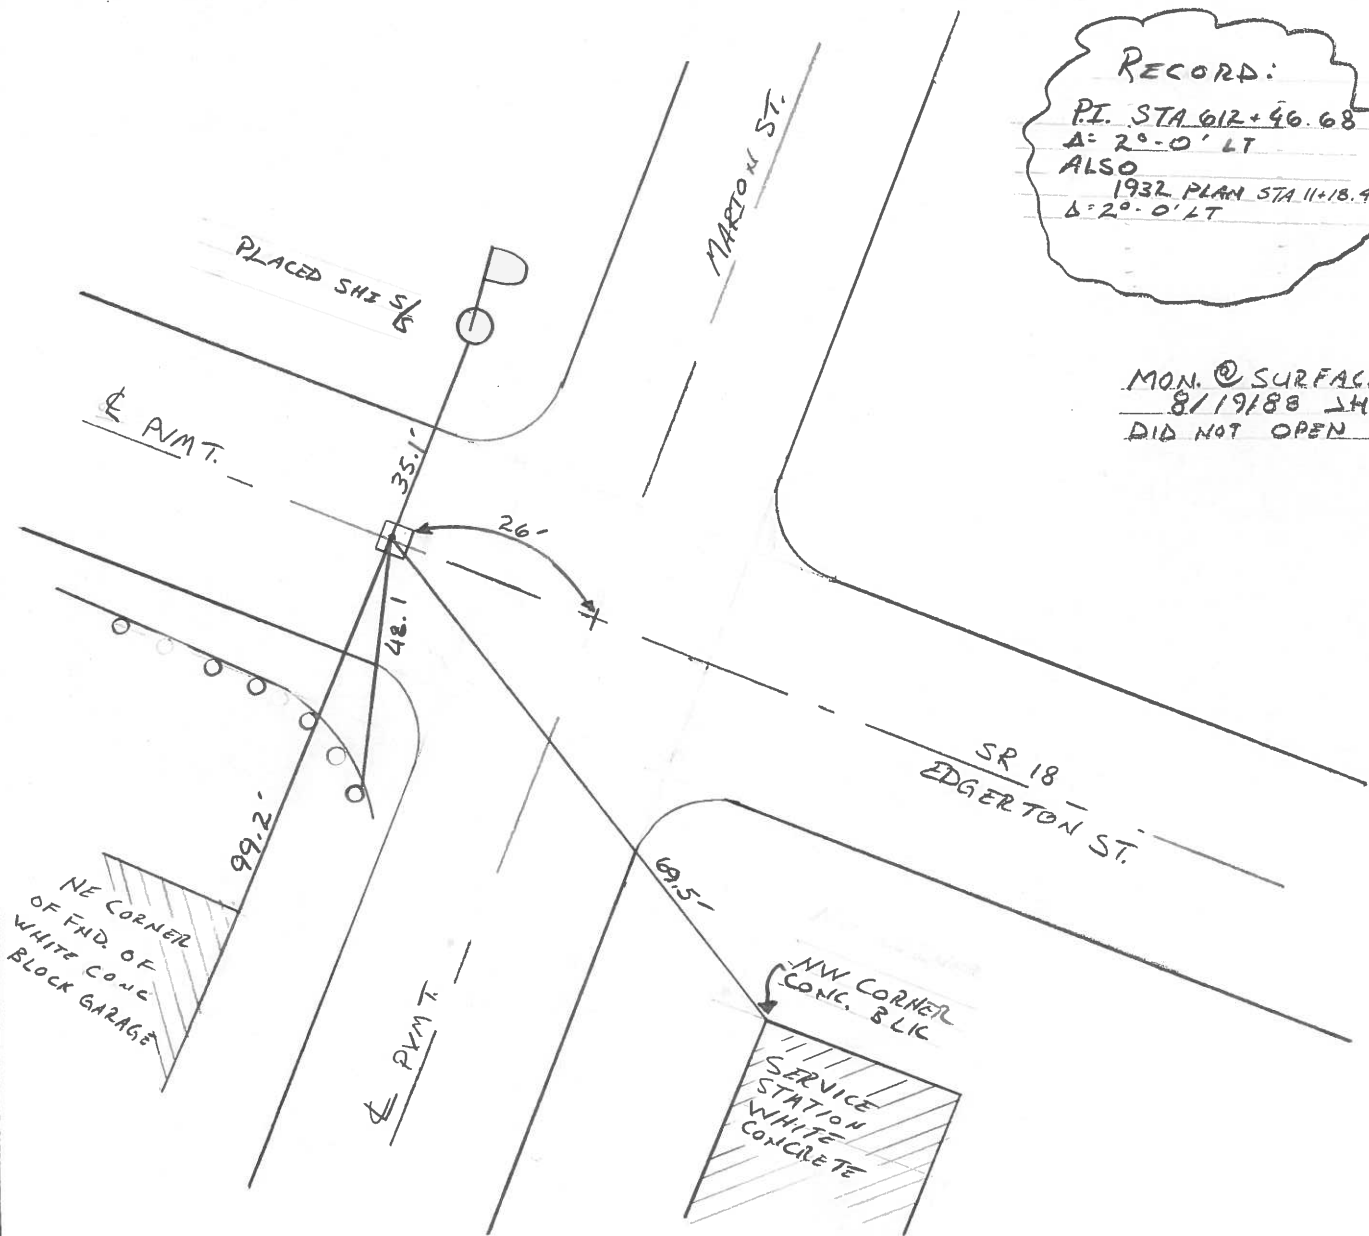 RECORD:
P.I. STA 612+46.68
Δ= 2°-0' LT
ALSO
1932 PLAN STA 11+18.4
Δ=2°-0' LT
MARION ST.
PLACED SHI S/B
MON. @ SURFAC
8/19/88 JH
DID NOT OPEN
℄ PVMT.
35.1'
26'
48.1
SR 18
EDGERTON ST.
99.2'
69.5'
NE CORNER
OF FND. OF
WHITE CONC
BLOCK GARAGE
NW CORNER
CONC. BLK
℄ PVMT.
SERVICE
STATION
WHITE
CONCRETE